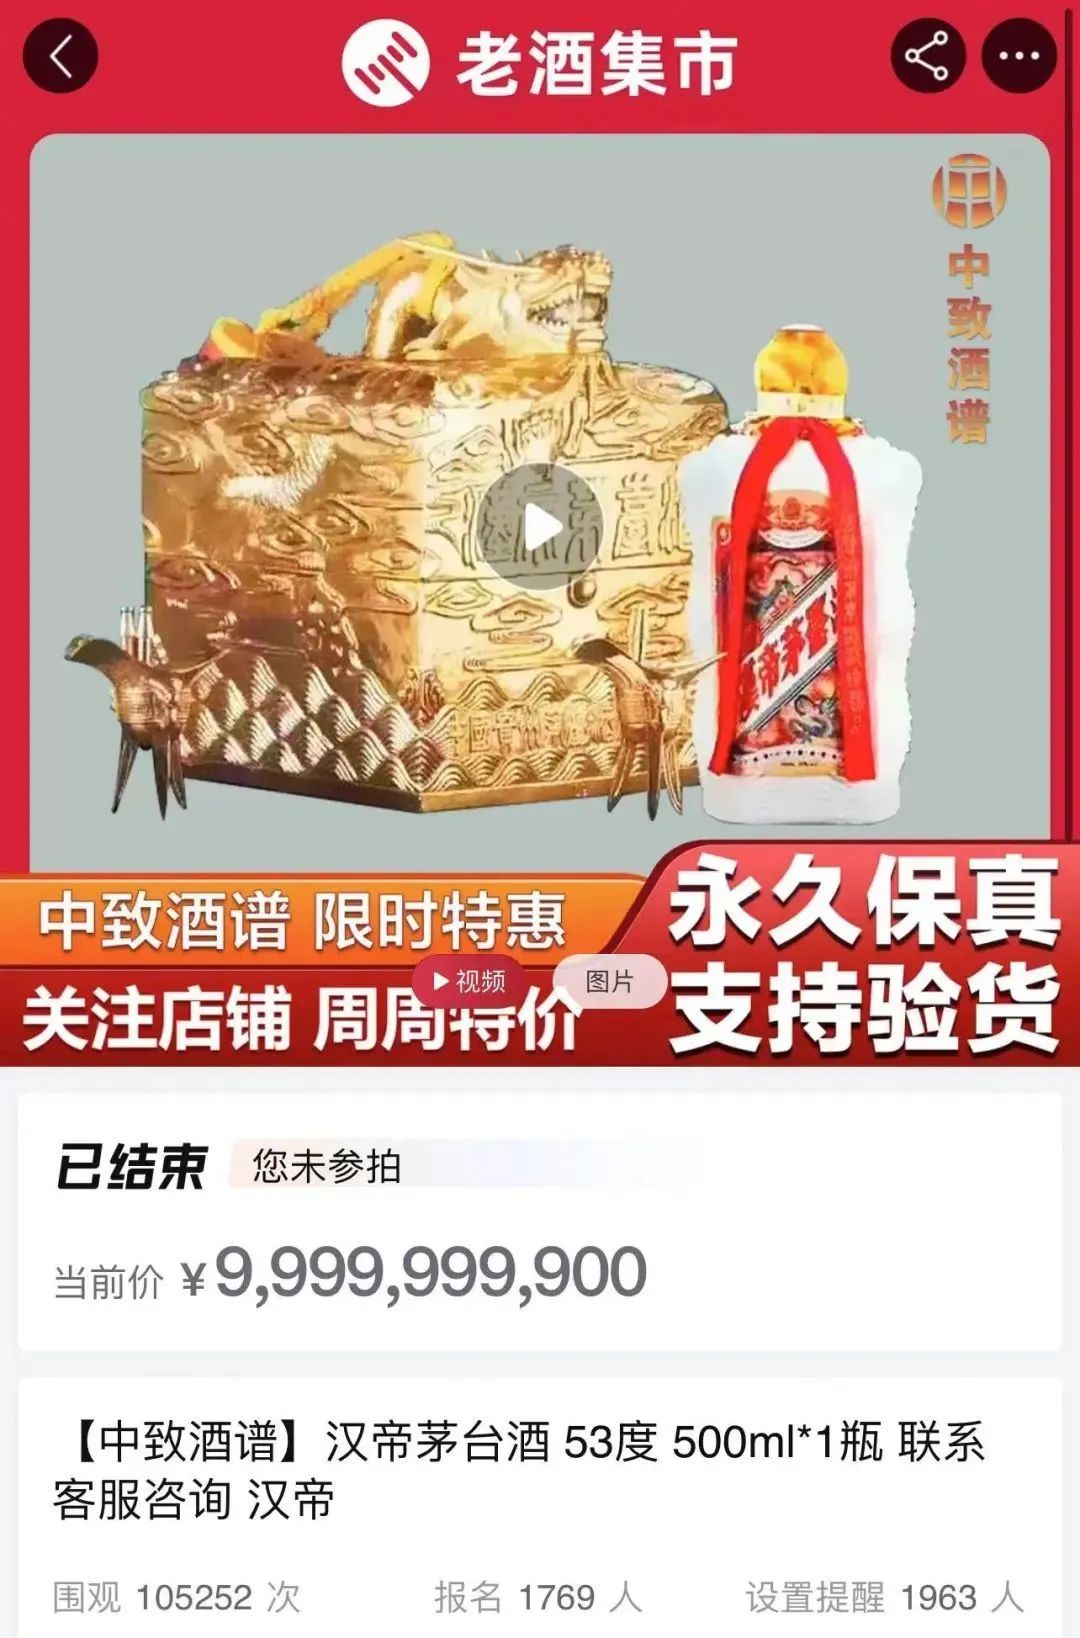 老酒集市
中致酒谱
帝茅臺
中致酒谱 限时特惠
关注店铺 周周特价
永久保真
支持验货
视频
图片
已结束
您未参拍
当前价 ¥9,999,999,900
【中致酒谱】汉帝茅台酒 53度 500ml*1瓶 联系
客服咨询 汉帝
围观 105252 次
报名 1769 人
设置提醒 1963 人